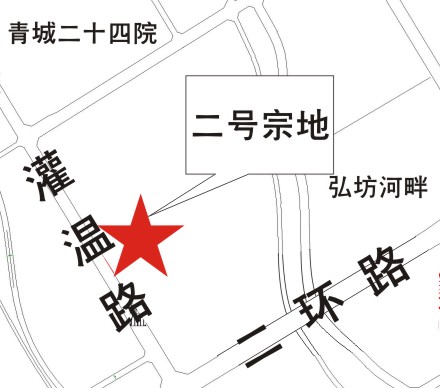 青城二十四院
二号宗地
弘坊河畔
灌温路
二环路